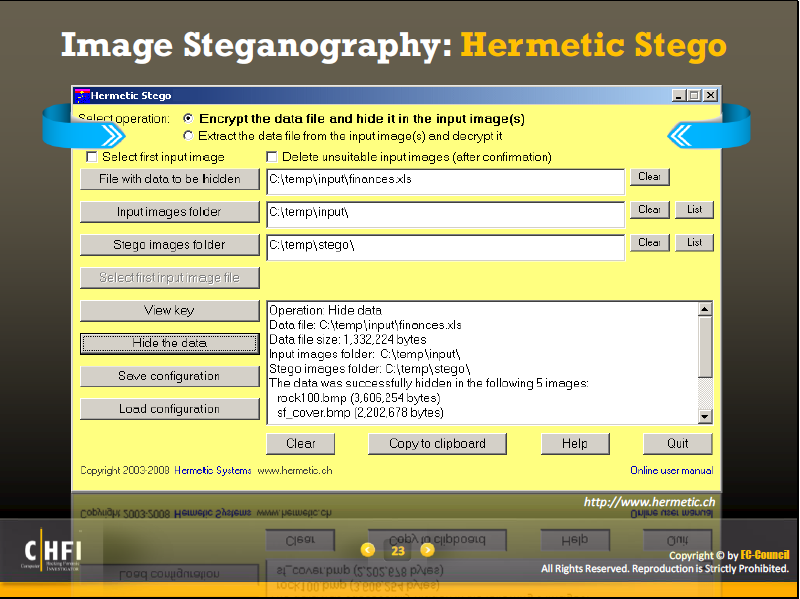 Image Steganography: Hermetic Stego
Hermetic Stego
Select operation: Encrypt the data file and hide it in the input image(s)
Extract the data file from the input image(s) and decrypt it
Select first input image Delete unsuitable input images (after confirmation)
File with data to be hidden C:\temp\input\finances.xls Clear
Input images folder C:\temp\input\ Clear List
Stego images folder C:\temp\stego\ Clear List
Select first input image file
View key
Hide the data
Save configuration
Load configuration
Operation: Hide data
Data file: C:\temp\input\finances.xls
Data file size: 1,332,224 bytes
Input images folder: C:\temp\input\
Stego images folder: C:\temp\stego\
The data was successfully hidden in the following 5 images:
rock100.bmp (3,606,254 bytes)
sf_cover.bmp (2,202,678 bytes)
Clear Copy to clipboard Help Quit
Copyright 2003-2008 Hermetic Systems www.hermetic.ch Online user manual
http://www.hermetic.ch
CHFI
Computer Hacking Forensic
INVESTIGATOR
23
Copyright © by EC-Council
All Rights Reserved. Reproduction is Strictly Prohibited.